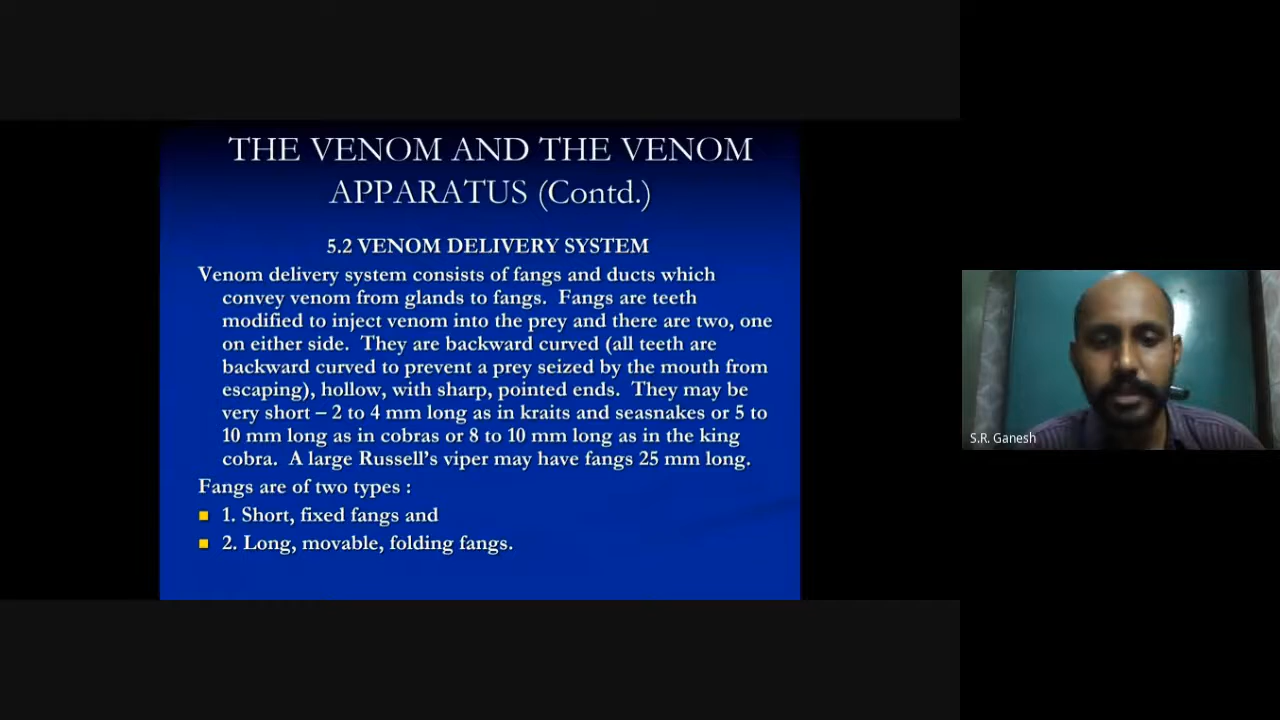 THE VENOM AND THE VENOM
APPARATUS (Contd.)
5.2 VENOM DELIVERY SYSTEM
Venom delivery system consists of fangs and ducts which
convey venom from glands to fangs. Fangs are teeth
modified to inject venom into the prey and there are two, one
on either side. They are backward curved (all teeth are
backward curved to prevent a prey seized by the mouth from
escaping), hollow, with sharp, pointed ends. They may be
very short – 2 to 4 mm long as in kraits and seasnakes or 5 to
10 mm long as in cobras or 8 to 10 mm long as in the king
cobra. A large Russell's viper may have fangs 25 mm long.
Fangs are of two types :
1. Short, fixed fangs and
2. Long, movable, folding fangs.
S.R. Ganesh